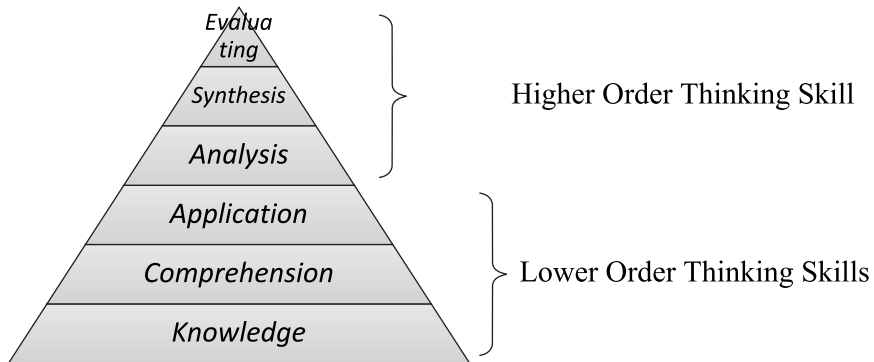 Evalua
ting
Synthesis
Higher Order Thinking Skill
Analysis
Application
Comprehension
Lower Order Thinking Skills
Knowledge